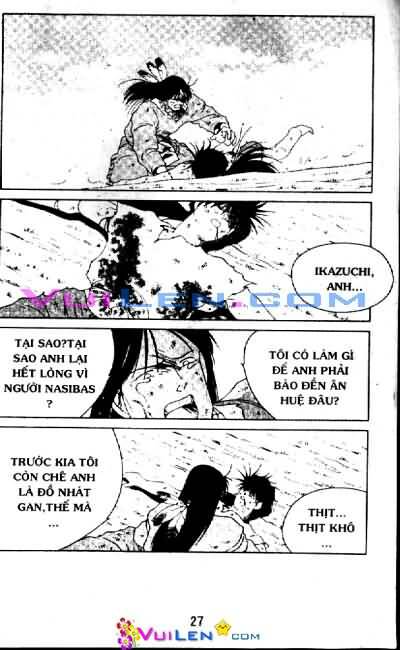 IKAZUCHI,
ANH...
VUILEN.COM
TẠI SAO?TẠI
SAO ANH LẠI
HẾT LÒNG VÌ
NGƯỜI NASIBAS
?
TÔI CÓ LÀM GÌ
ĐỂ ANH PHẢI
BÁO ĐỀN ÂN
HUỆ ĐÂU?
TRƯỚC KIA TÔI
CÒN CHÊ ANH
LÀ ĐỒ NHÁT
GAN,THẾ MÀ
...
THỊT...
THỊT KHÔ
...
27
VUILEN